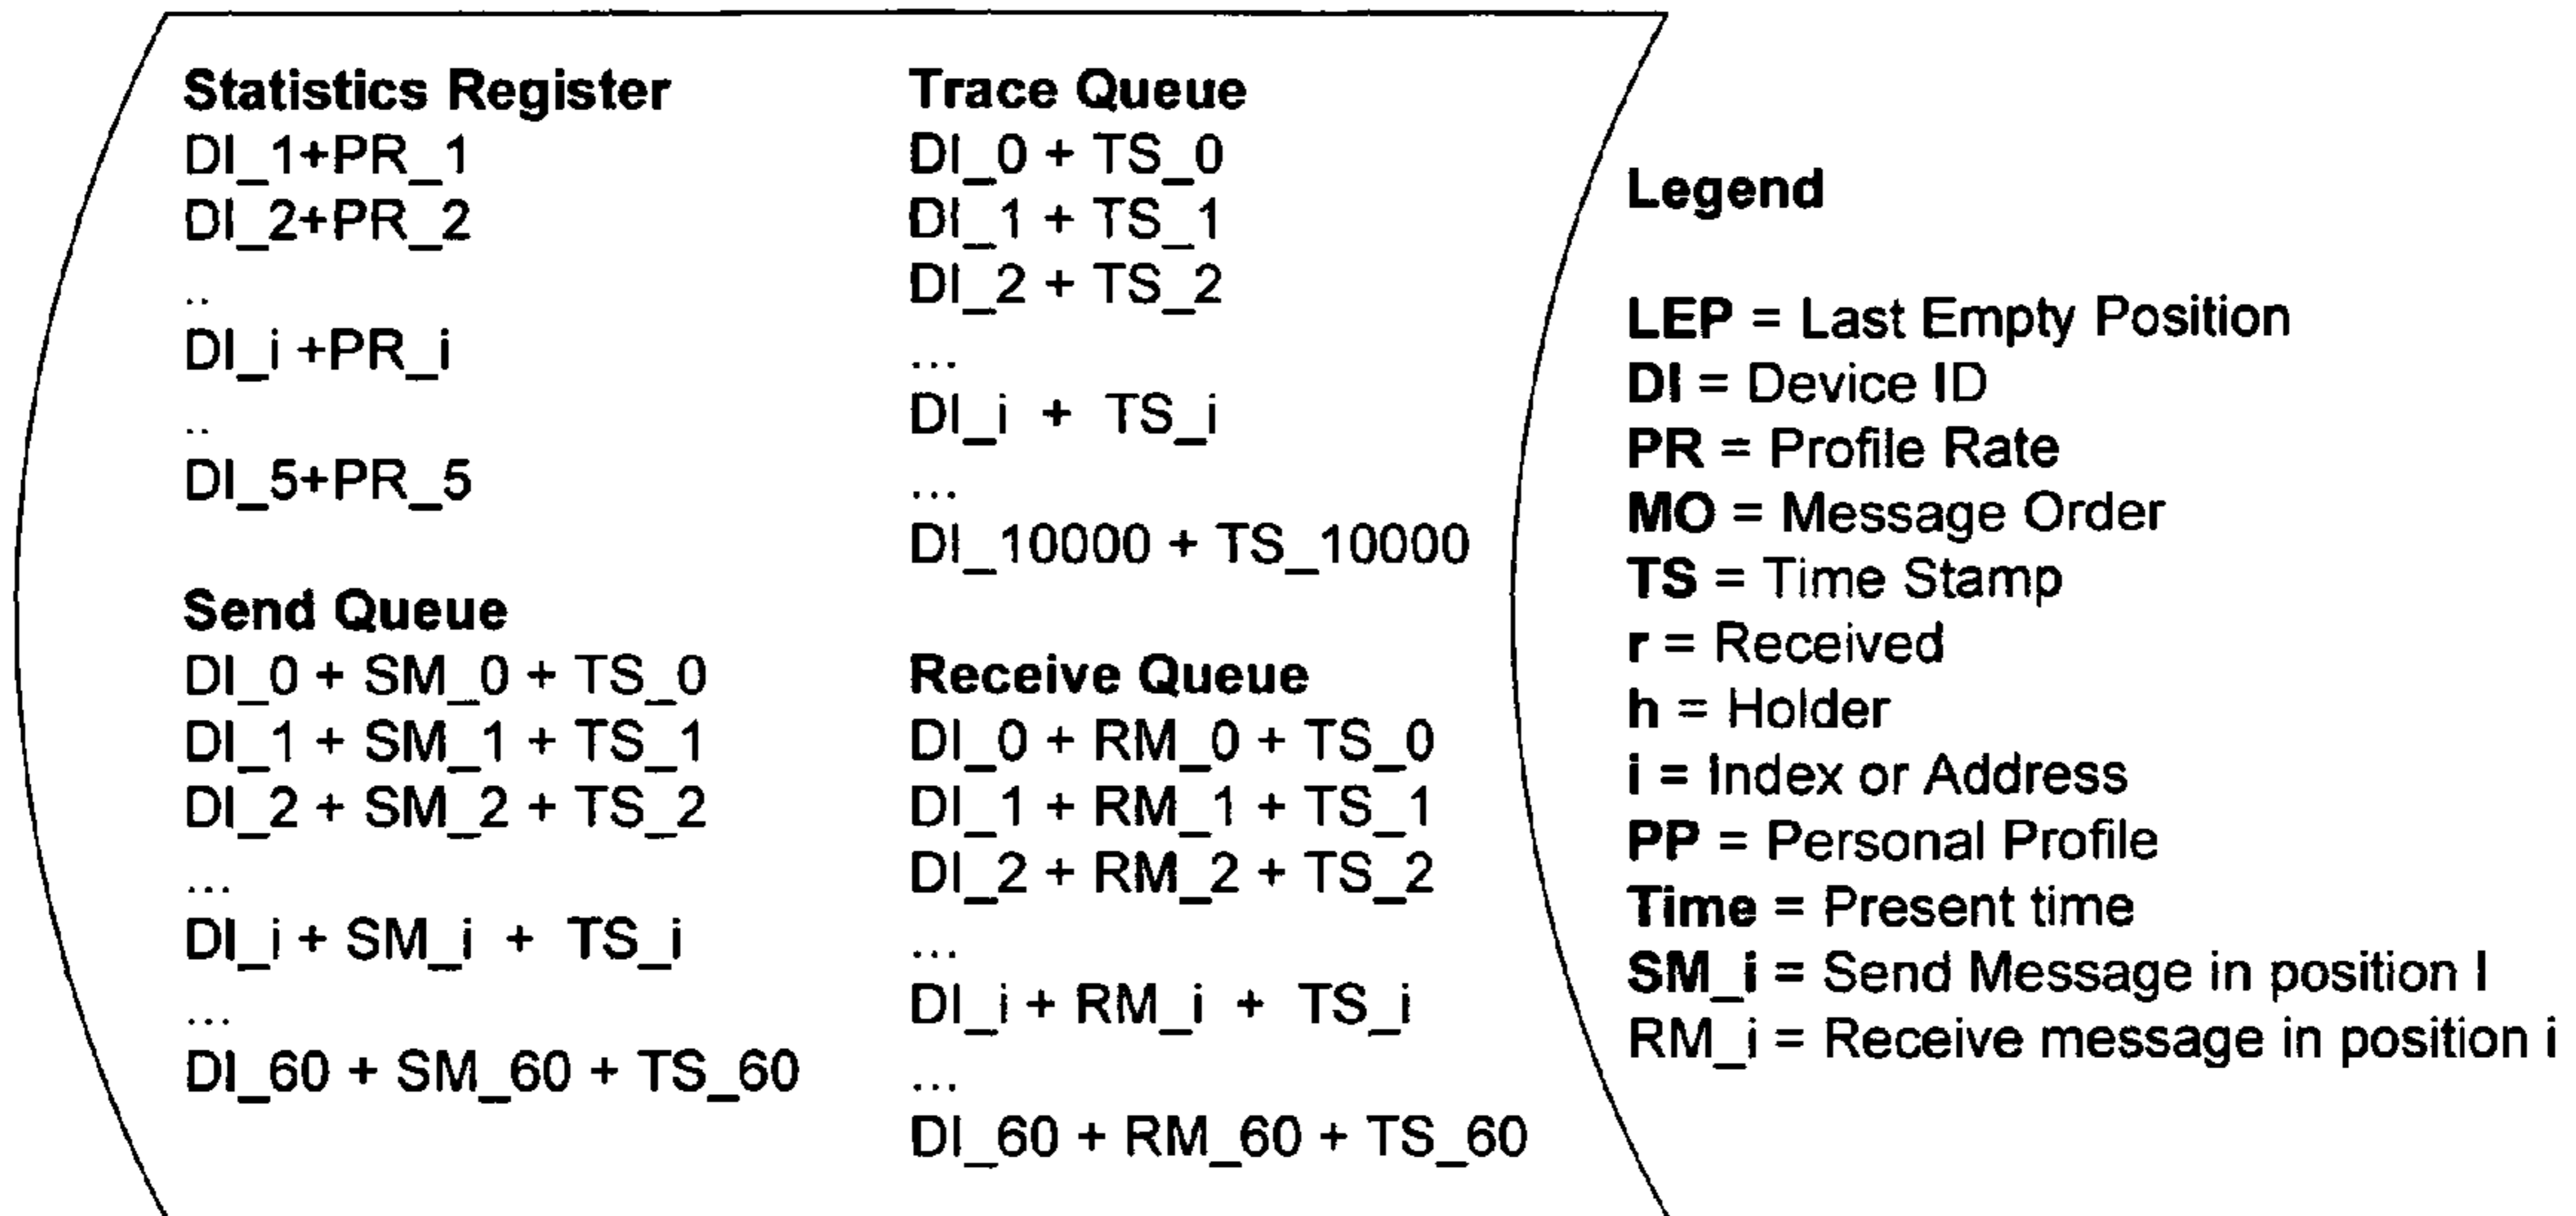 Statistics Register
DI_1+PR_1
DI_2+PR_2
..
DI_i +PR_i
..
DI_5+PR_5
Send Queue
DI_0 + SM_0 + TS_0
DI_1 + SM_1 + TS_1
DI_2 + SM_2 + TS_2
...
DI_i + SM_i + TS_i
...
DI_60 + SM_60 + TS_60
Trace Queue
DI_0 + TS_0
DI_1 + TS_1
DI_2 + TS_2
...
DI_i + TS_i
...
DI_10000 + TS_10000
Receive Queue
DI_0 + RM_0 + TS_0
DI_1 + RM_1 + TS_1
DI_2 + RM_2 + TS_2
...
DI_i + RM_i + TS_i
...
DI_60 + RM_60 + TS_60
Legend
LEP = Last Empty Position
DI = Device ID
PR = Profile Rate
MO = Message Order
TS = Time Stamp
r = Received
h = Holder
i = Index or Address
PP = Personal Profile
Time = Present time
SM_i = Send Message in position I
RM_i = Receive message in position i